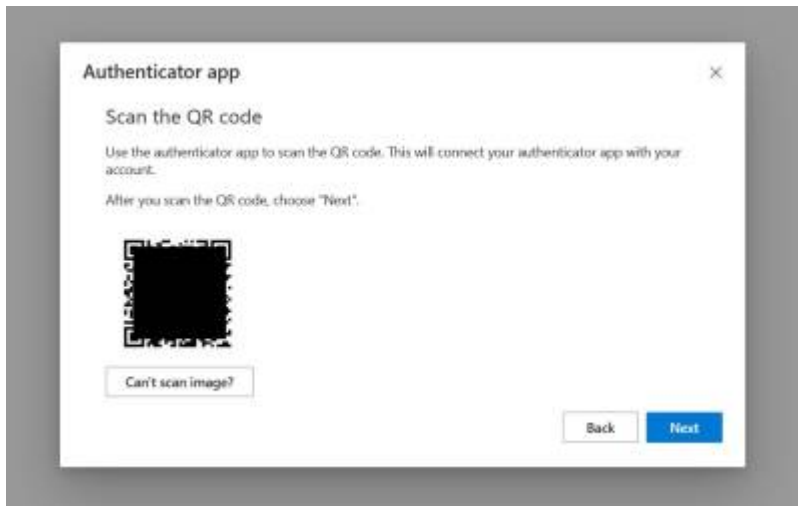 Authenticator app
Scan the QR code
Use the authenticator app to scan the QR code. This will connect your authenticator app with your
account.
After you scan the QR code, choose "Next".
Can't scan image?
Back
Next